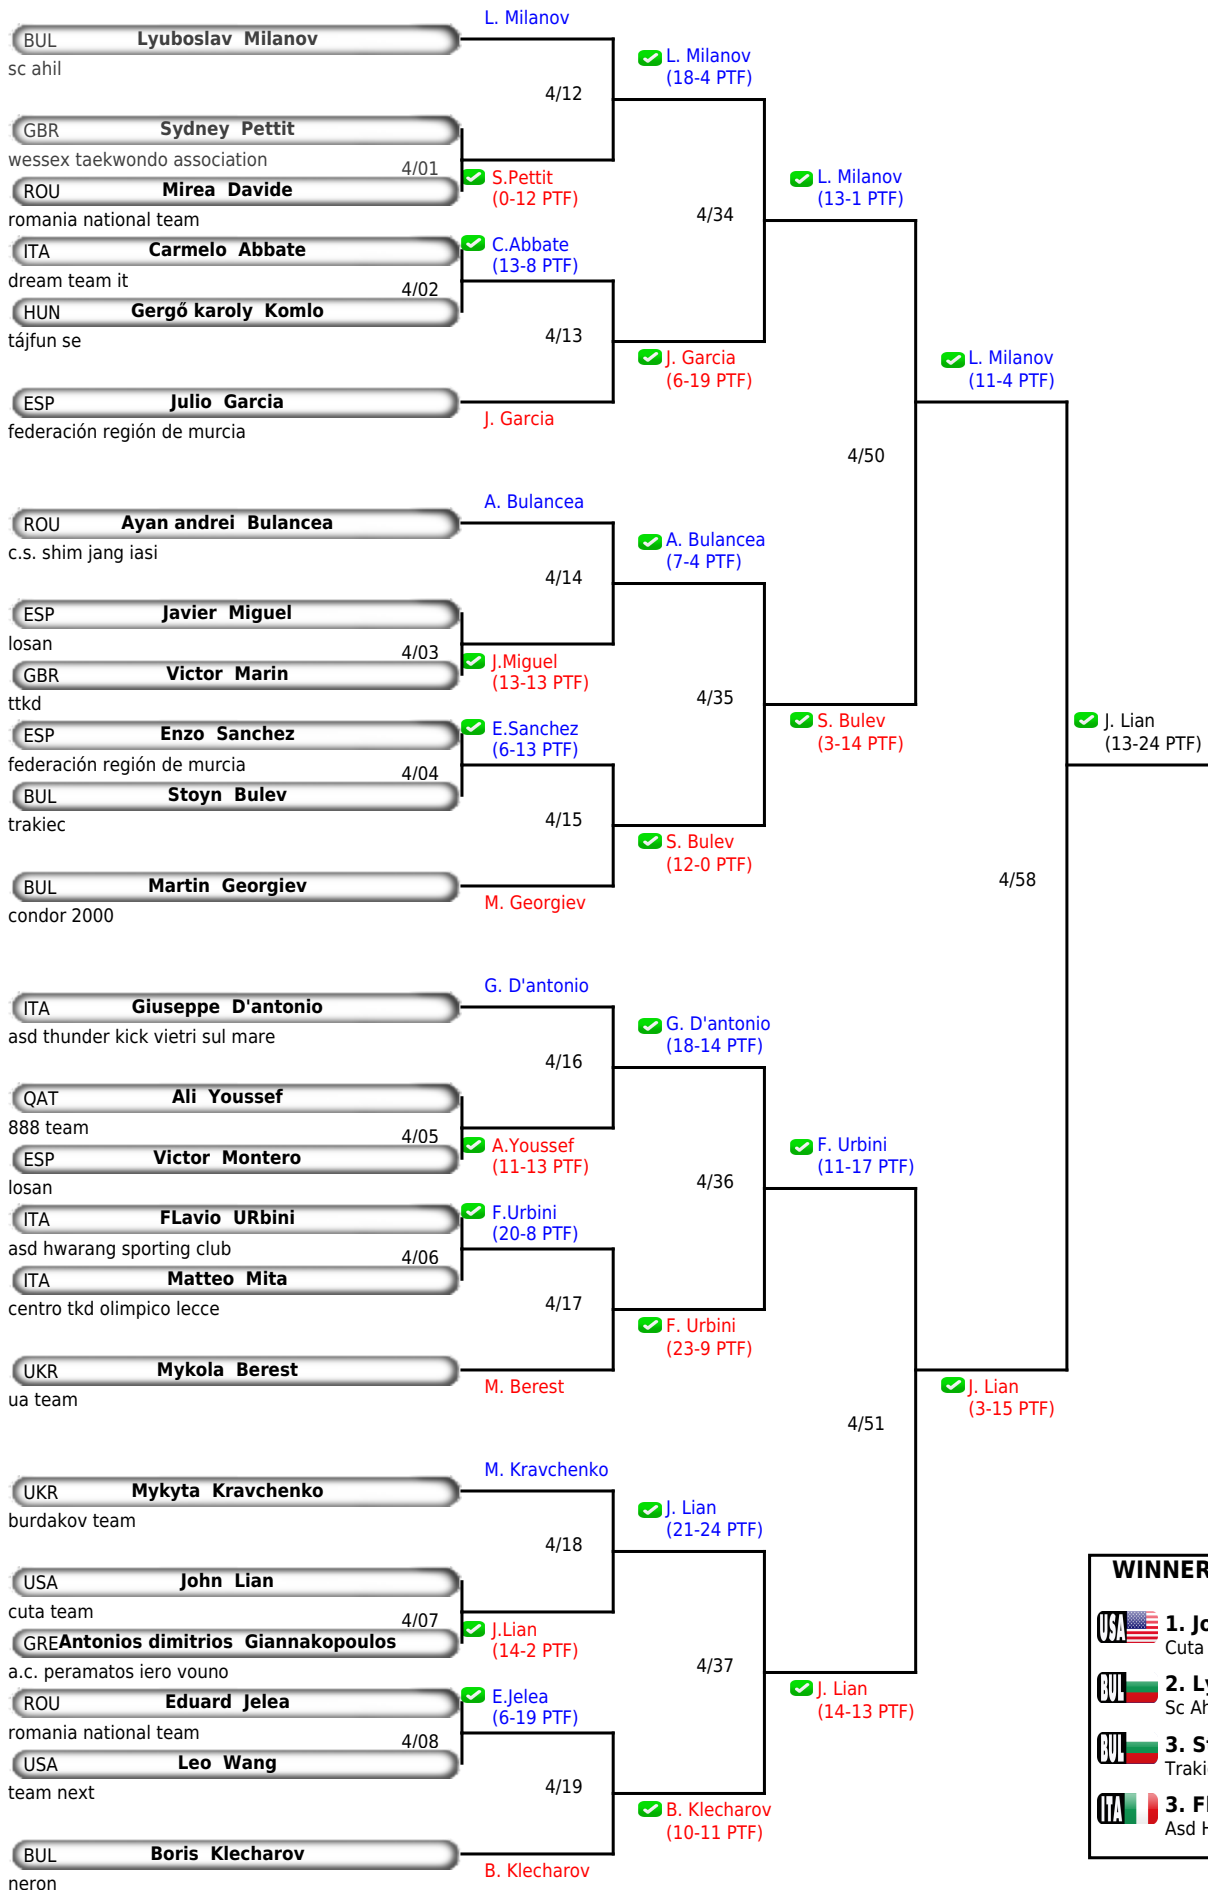 L. Milanov
BUL Lyuboslav Milanov
sc ahil
L. Milanov
(18-4 PTF)
4/12
GBR Sydney Pettit
wessex taekwondo association
4/01
S.Pettit
(0-12 PTF)
ROU Mirea Davide
romania national team
L. Milanov
(13-1 PTF)
4/34
ITA Carmelo Abbate
dream team it
C.Abbate
(13-8 PTF)
4/02
HUN Gergő karoly Komlo
tájfun se
4/13
J. Garcia
(6-19 PTF)
L. Milanov
(11-4 PTF)
ESP Julio Garcia
federación región de murcia
J. Garcia
4/50
A. Bulancea
ROU Ayan andrei Bulancea
c.s. shim jang iasi
A. Bulancea
(7-4 PTF)
4/14
ESP Javier Miguel
losan
4/03
J.Miguel
(13-13 PTF)
GBR Victor Marin
ttkd
4/35
ESP Enzo Sanchez
federación región de murcia
E.Sanchez
(6-13 PTF)
S. Bulev
(3-14 PTF)
J. Lian
(13-24 PTF)
4/04
BUL Stoyn Bulev
trakiec
4/15
S. Bulev
(12-0 PTF)
BUL Martin Georgiev
condor 2000
M. Georgiev
4/58
G. D'antonio
ITA Giuseppe D'antonio
asd thunder kick vietri sul mare
G. D'antonio
(18-14 PTF)
4/16
QAT Ali Youssef
888 team
4/05
A.Youssef
(11-13 PTF)
ESP Victor Montero
losan
F. Urbini
(11-17 PTF)
4/36
ITA FLavio URbini
asd hwarang sporting club
F.Urbini
(20-8 PTF)
4/06
ITA Matteo Mita
centro tkd olimpico lecce
4/17
F. Urbini
(23-9 PTF)
UKR Mykola Berest
ua team
M. Berest
J. Lian
(3-15 PTF)
4/51
M. Kravchenko
UKR Mykyta Kravchenko
burdakov team
J. Lian
(21-24 PTF)
4/18
USA John Lian
cuta team
4/07
J.Lian
(14-2 PTF)
GRE Antonios dimitrios Giannakopoulos
a.c. peramatos iero vouno
4/37
ROU Eduard Jelea
romania national team
E.Jelea
(6-19 PTF)
J. Lian
(14-13 PTF)
4/08
USA Leo Wang
team next
4/19
B. Klecharov
(10-11 PTF)
BUL Boris Klecharov
neron
B. Klecharov
WINNER
USA 1. Jo
Cuta
BUL 2. Ly
Sc Ah
BUL 3. St
Traki
ITA 3. Fl
Asd H